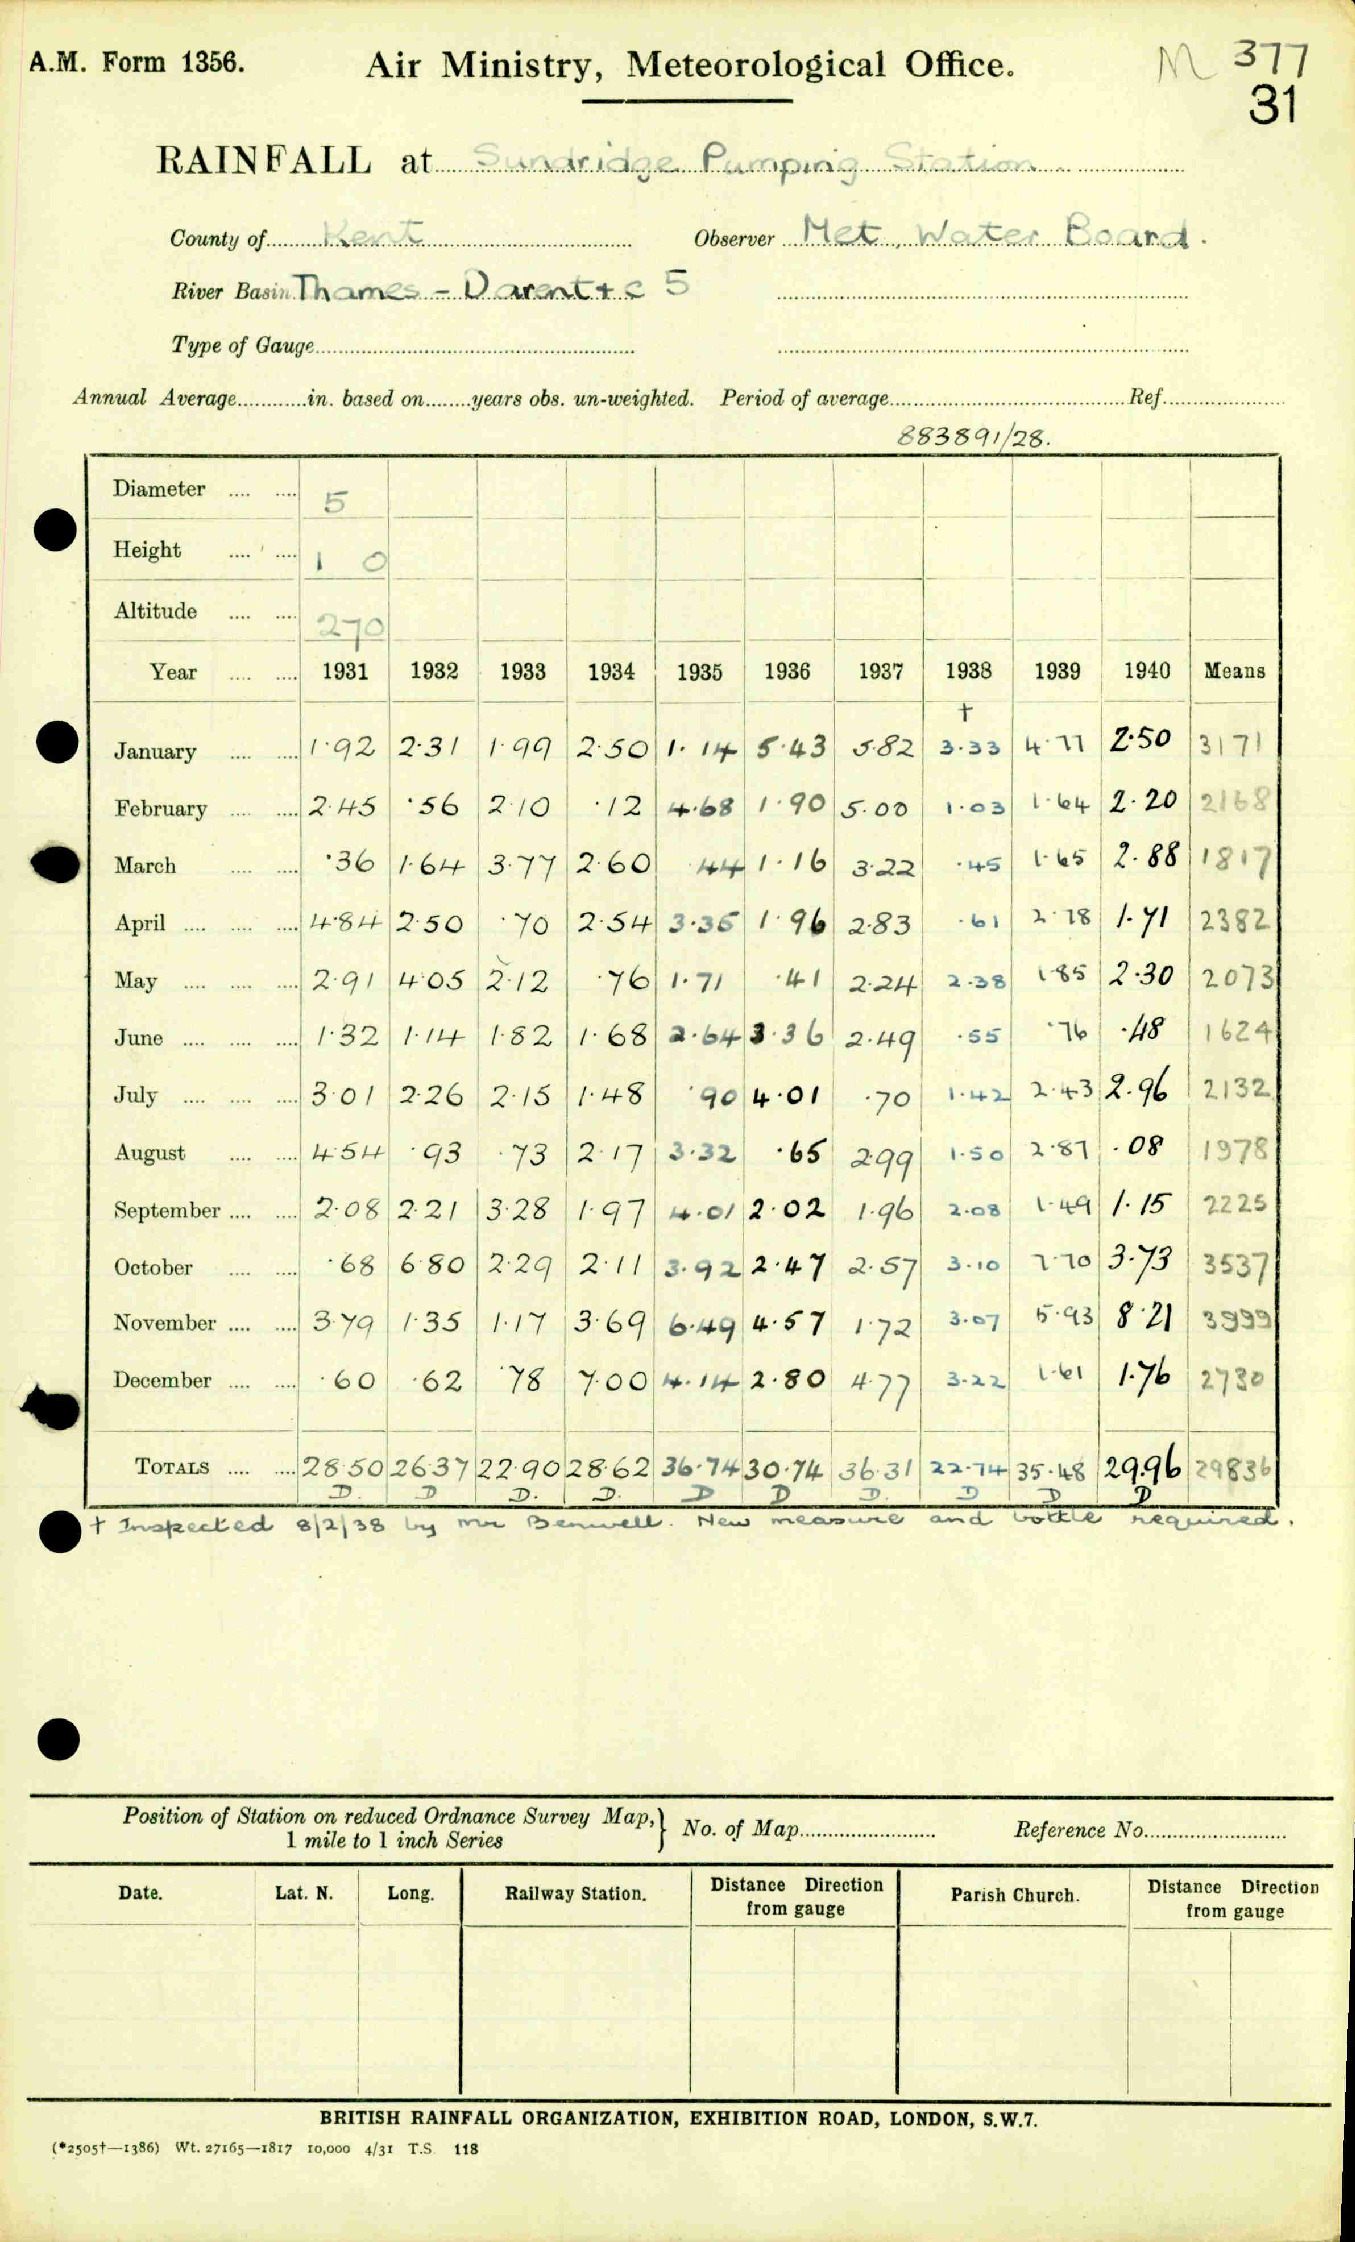 A.M. Form 1356. Air Ministry, Meteorological Office. M 377
31
RAINFALL at Sundridge Pumping Station
County of Kent Observer Met. Water Board.
River Basin Thames - Darent + c 5
Type of Gauge
Annual Average in. based on years obs. un-weighted. Period of average Ref.
883891/28.
Diameter 5
Height 1 0
Altitude 270
Year 1931 1932 1933 1934 1935 1936 1937 1938 1939 1940 Means
†
January 1.92 2.31 1.99 2.50 1.14 5.43 5.82 3.33 4.77 2.50 3171
February 2.45 .56 2.10 .12 4.68 1.90 5.00 1.03 1.64 2.20 2168
March .36 1.64 3.77 2.60 .44 1.16 3.22 .45 1.65 2.88 1817
April 4.84 2.50 .70 2.54 3.35 1.96 2.83 .61 2.78 1.71 2382
May 2.91 4.05 2.12 .76 1.71 .41 2.24 2.38 1.85 2.30 2073
June 1.32 1.14 1.82 1.68 2.64 3.36 2.49 .55 .76 .48 1624
July 3.01 2.26 2.15 1.48 .90 4.01 .70 1.42 2.43 2.96 2132
August 4.54 .93 .73 2.17 3.32 .65 2.99 1.50 2.87 .08 1978
September 2.08 2.21 3.28 1.97 4.01 2.02 1.96 2.08 1.49 1.15 2225
October .68 6.80 2.29 2.11 3.92 2.47 2.57 3.10 7.70 3.73 3537
November 3.79 1.35 1.17 3.69 6.49 4.57 1.72 3.07 5.93 8.21 3999
December .60 .62 .78 7.00 4.14 2.80 4.77 3.22 1.61 1.76 2730
TOTALS 28.50 26.37 22.90 28.62 36.74 30.74 36.31 22.74 35.48 29.96 29836
D. D D. D. D D D. D D D
† Inspected 8/2/38 by Mr Benwell. New measure and bottle required.
Position of Station on reduced Ordnance Survey Map, 1 mile to 1 inch Series } No. of Map Reference No.
Date. Lat. N. Long. Railway Station. Distance Direction from gauge Parish Church. Distance Direction from gauge
BRITISH RAINFALL ORGANIZATION, EXHIBITION ROAD, LONDON, S.W.7.
(*2505†—1386) Wt. 27165—1817 10,000 4/31 T.S. 118